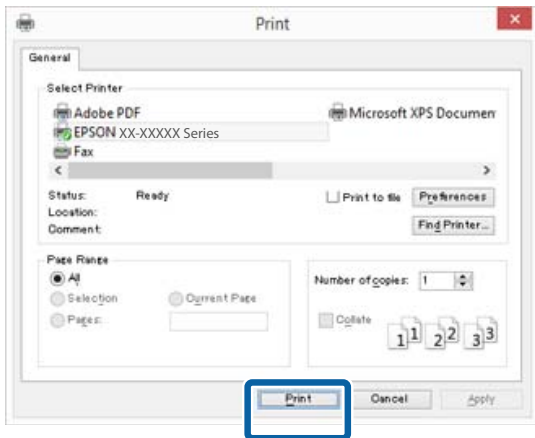 Print
General
Select Printer
Adobe PDF
Microsoft XPS Documen
EPSON XX-XXXXX Series
Fax
Status: Ready
Print to file
Preferences
Location:
Comment:
Find Printer...
Page Range
All
Selection
Current Page
Pages:
Number of copies: 1
Collate
1 1 2 2 3 3
Print
Cancel
Apply